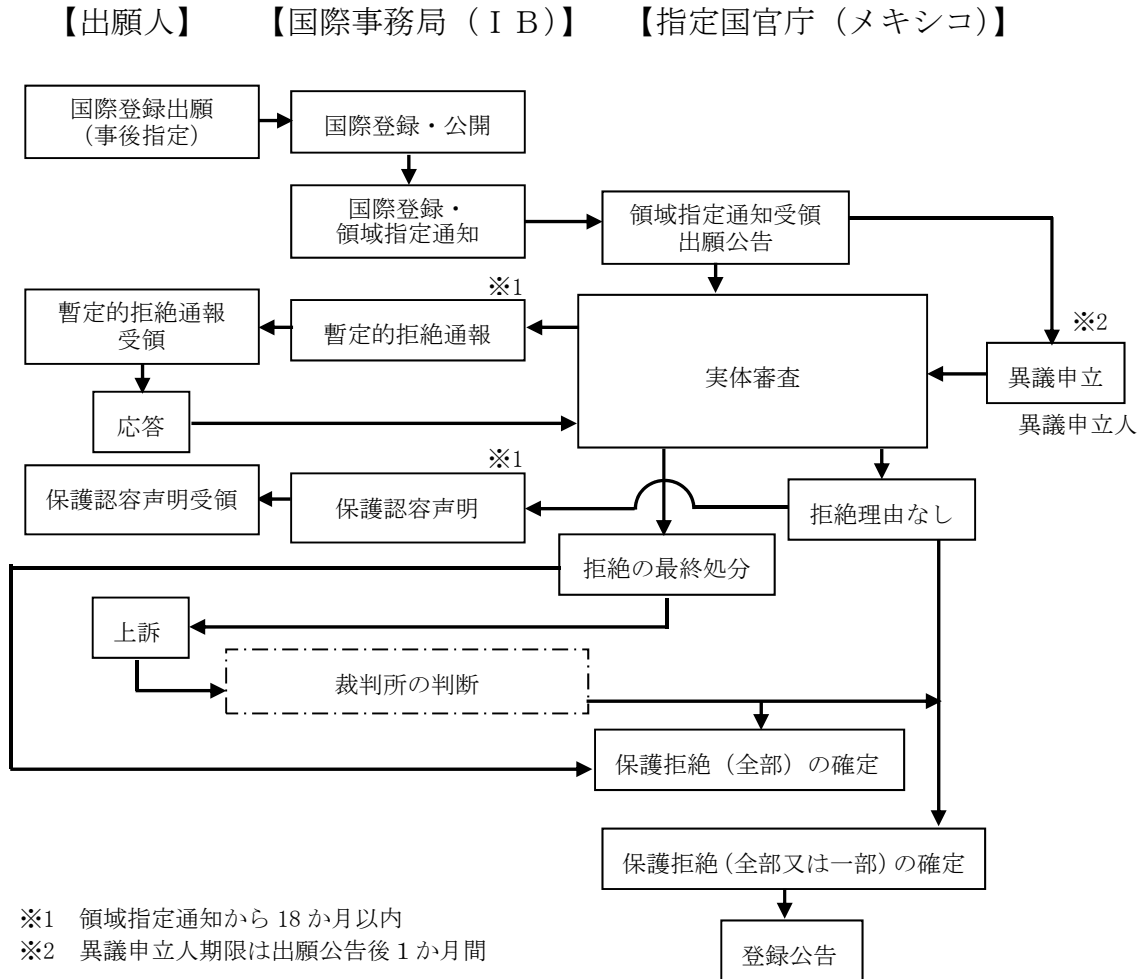 【出願人】 【国際事務局（ＩＢ）】 【指定国官庁（メキシコ）】
国際登録出願
（事後指定）
国際登録・公開
国際登録・
領域指定通知
領域指定通知受領
出願公告
※1
暫定的拒絶通報
受領
暫定的拒絶通報
実体審査
※2
異議申立
異議申立人
応答
※1
保護認容声明受領
保護認容声明
拒絶理由なし
拒絶の最終処分
上訴
裁判所の判断
保護拒絶（全部）の確定
保護拒絶（全部又は一部）の確定
※1 領域指定通知から 18 か月以内
※2 異議申立人期限は出願公告後 1 か月間
登録公告